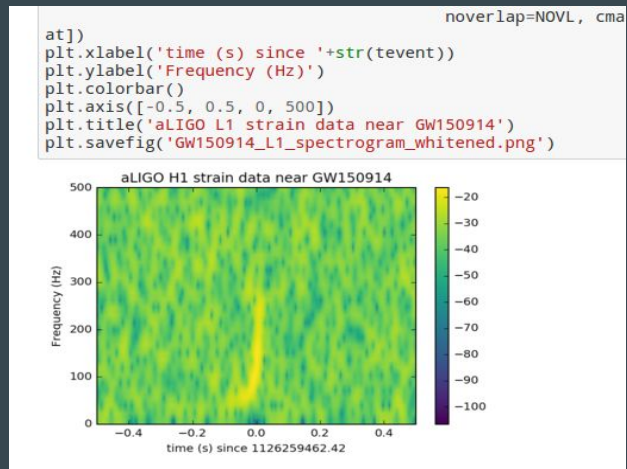 noverlap=NOVL, cma
at])
plt.xlabel('time (s) since '+str(tevent))
plt.ylabel('Frequency (Hz)')
plt.colorbar()
plt.axis([-0.5, 0.5, 0, 500])
plt.title('aLIGO L1 strain data near GW150914')
plt.savefig('GW150914_L1_spectrogram_whitened.png')
aLIGO H1 strain data near GW150914
500
400
300
200
100
0
Frequency (Hz)
−0.4 −0.2 0.0 0.2 0.4
time (s) since 1126259462.42
−20
−30
−40
−50
−60
−70
−80
−90
−100